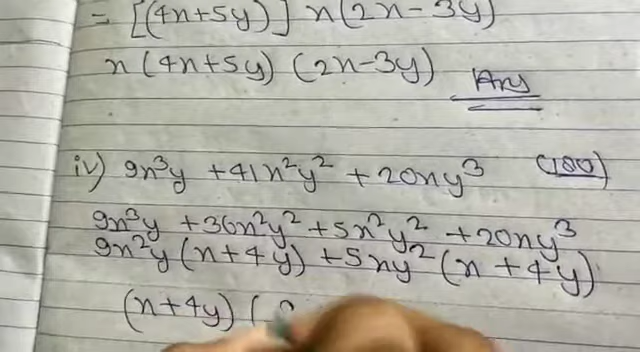 = [(4x+5y)] x(2x-3y)
x(4x+5y) (2x-3y) Ans
iv) 9x³y + 41x²y² + 20xy³ (180)
9x³y + 36x²y² + 5x²y² + 20xy³
9x²y (x+4y) + 5xy² (x+4y)
(x+4y) (